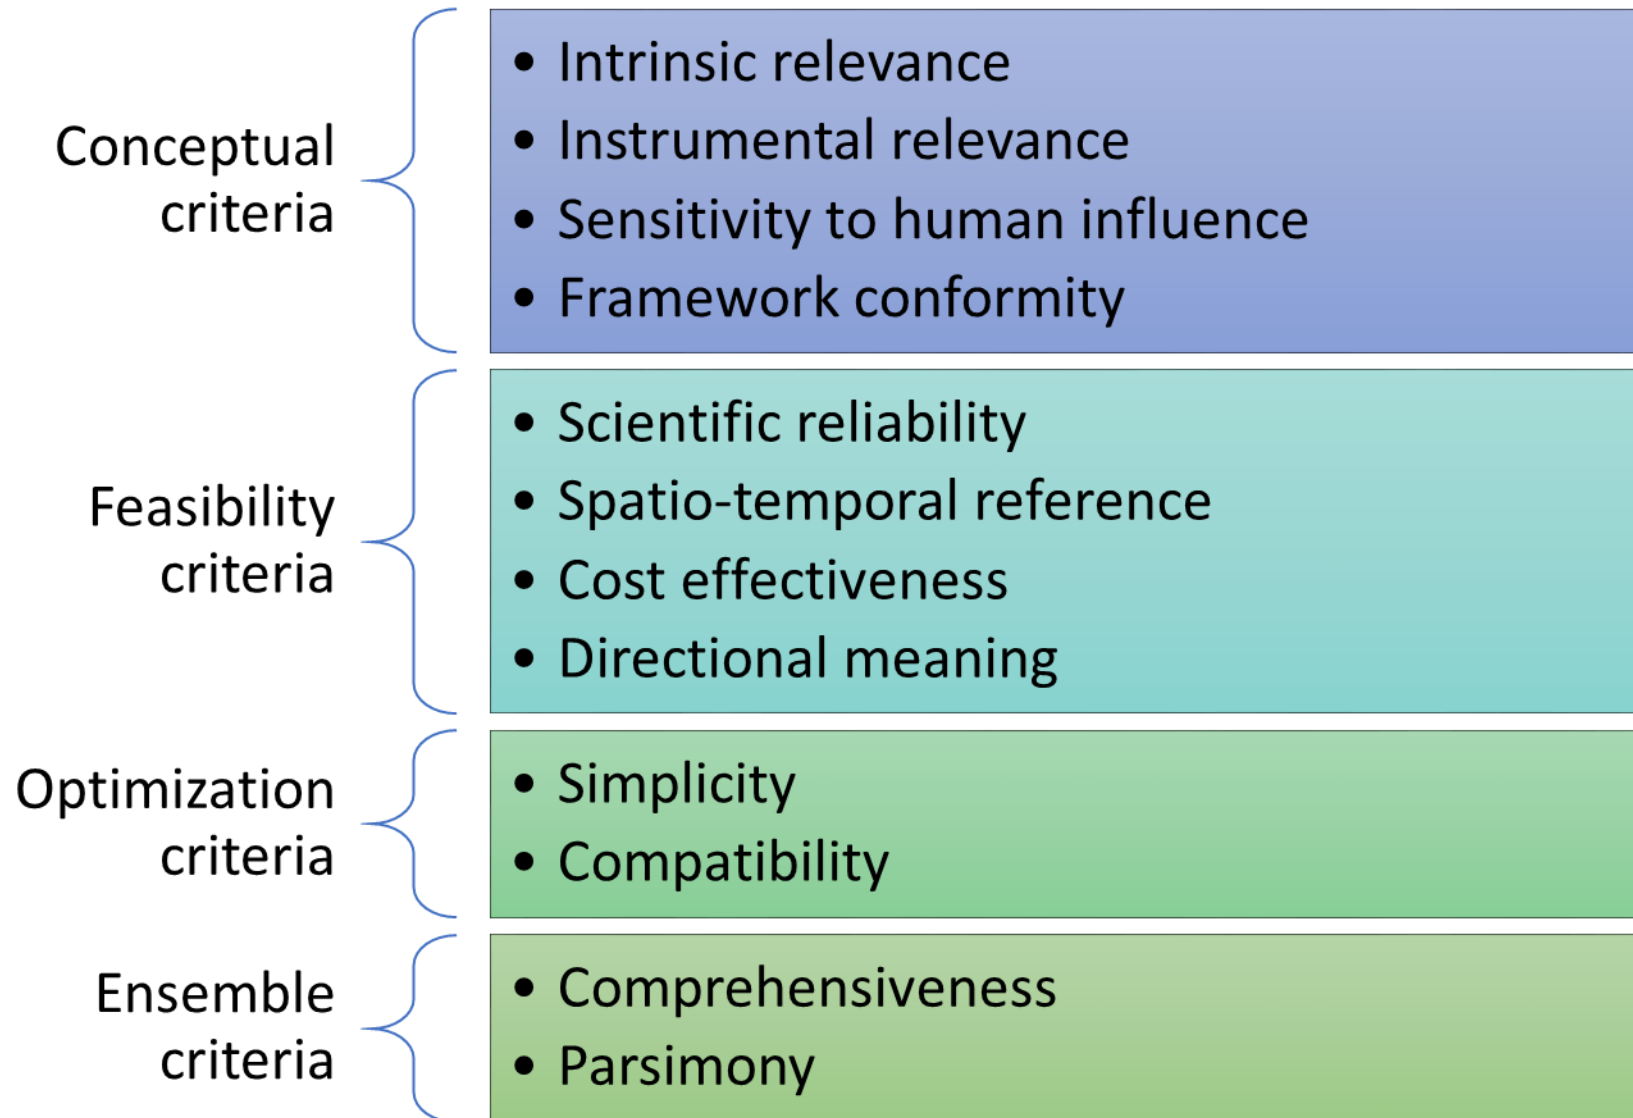 Conceptual
criteria
• Intrinsic relevance
• Instrumental relevance
• Sensitivity to human influence
• Framework conformity
Feasibility
criteria
• Scientific reliability
• Spatio-temporal reference
• Cost effectiveness
• Directional meaning
Optimization
criteria
• Simplicity
• Compatibility
Ensemble
criteria
• Comprehensiveness
• Parsimony